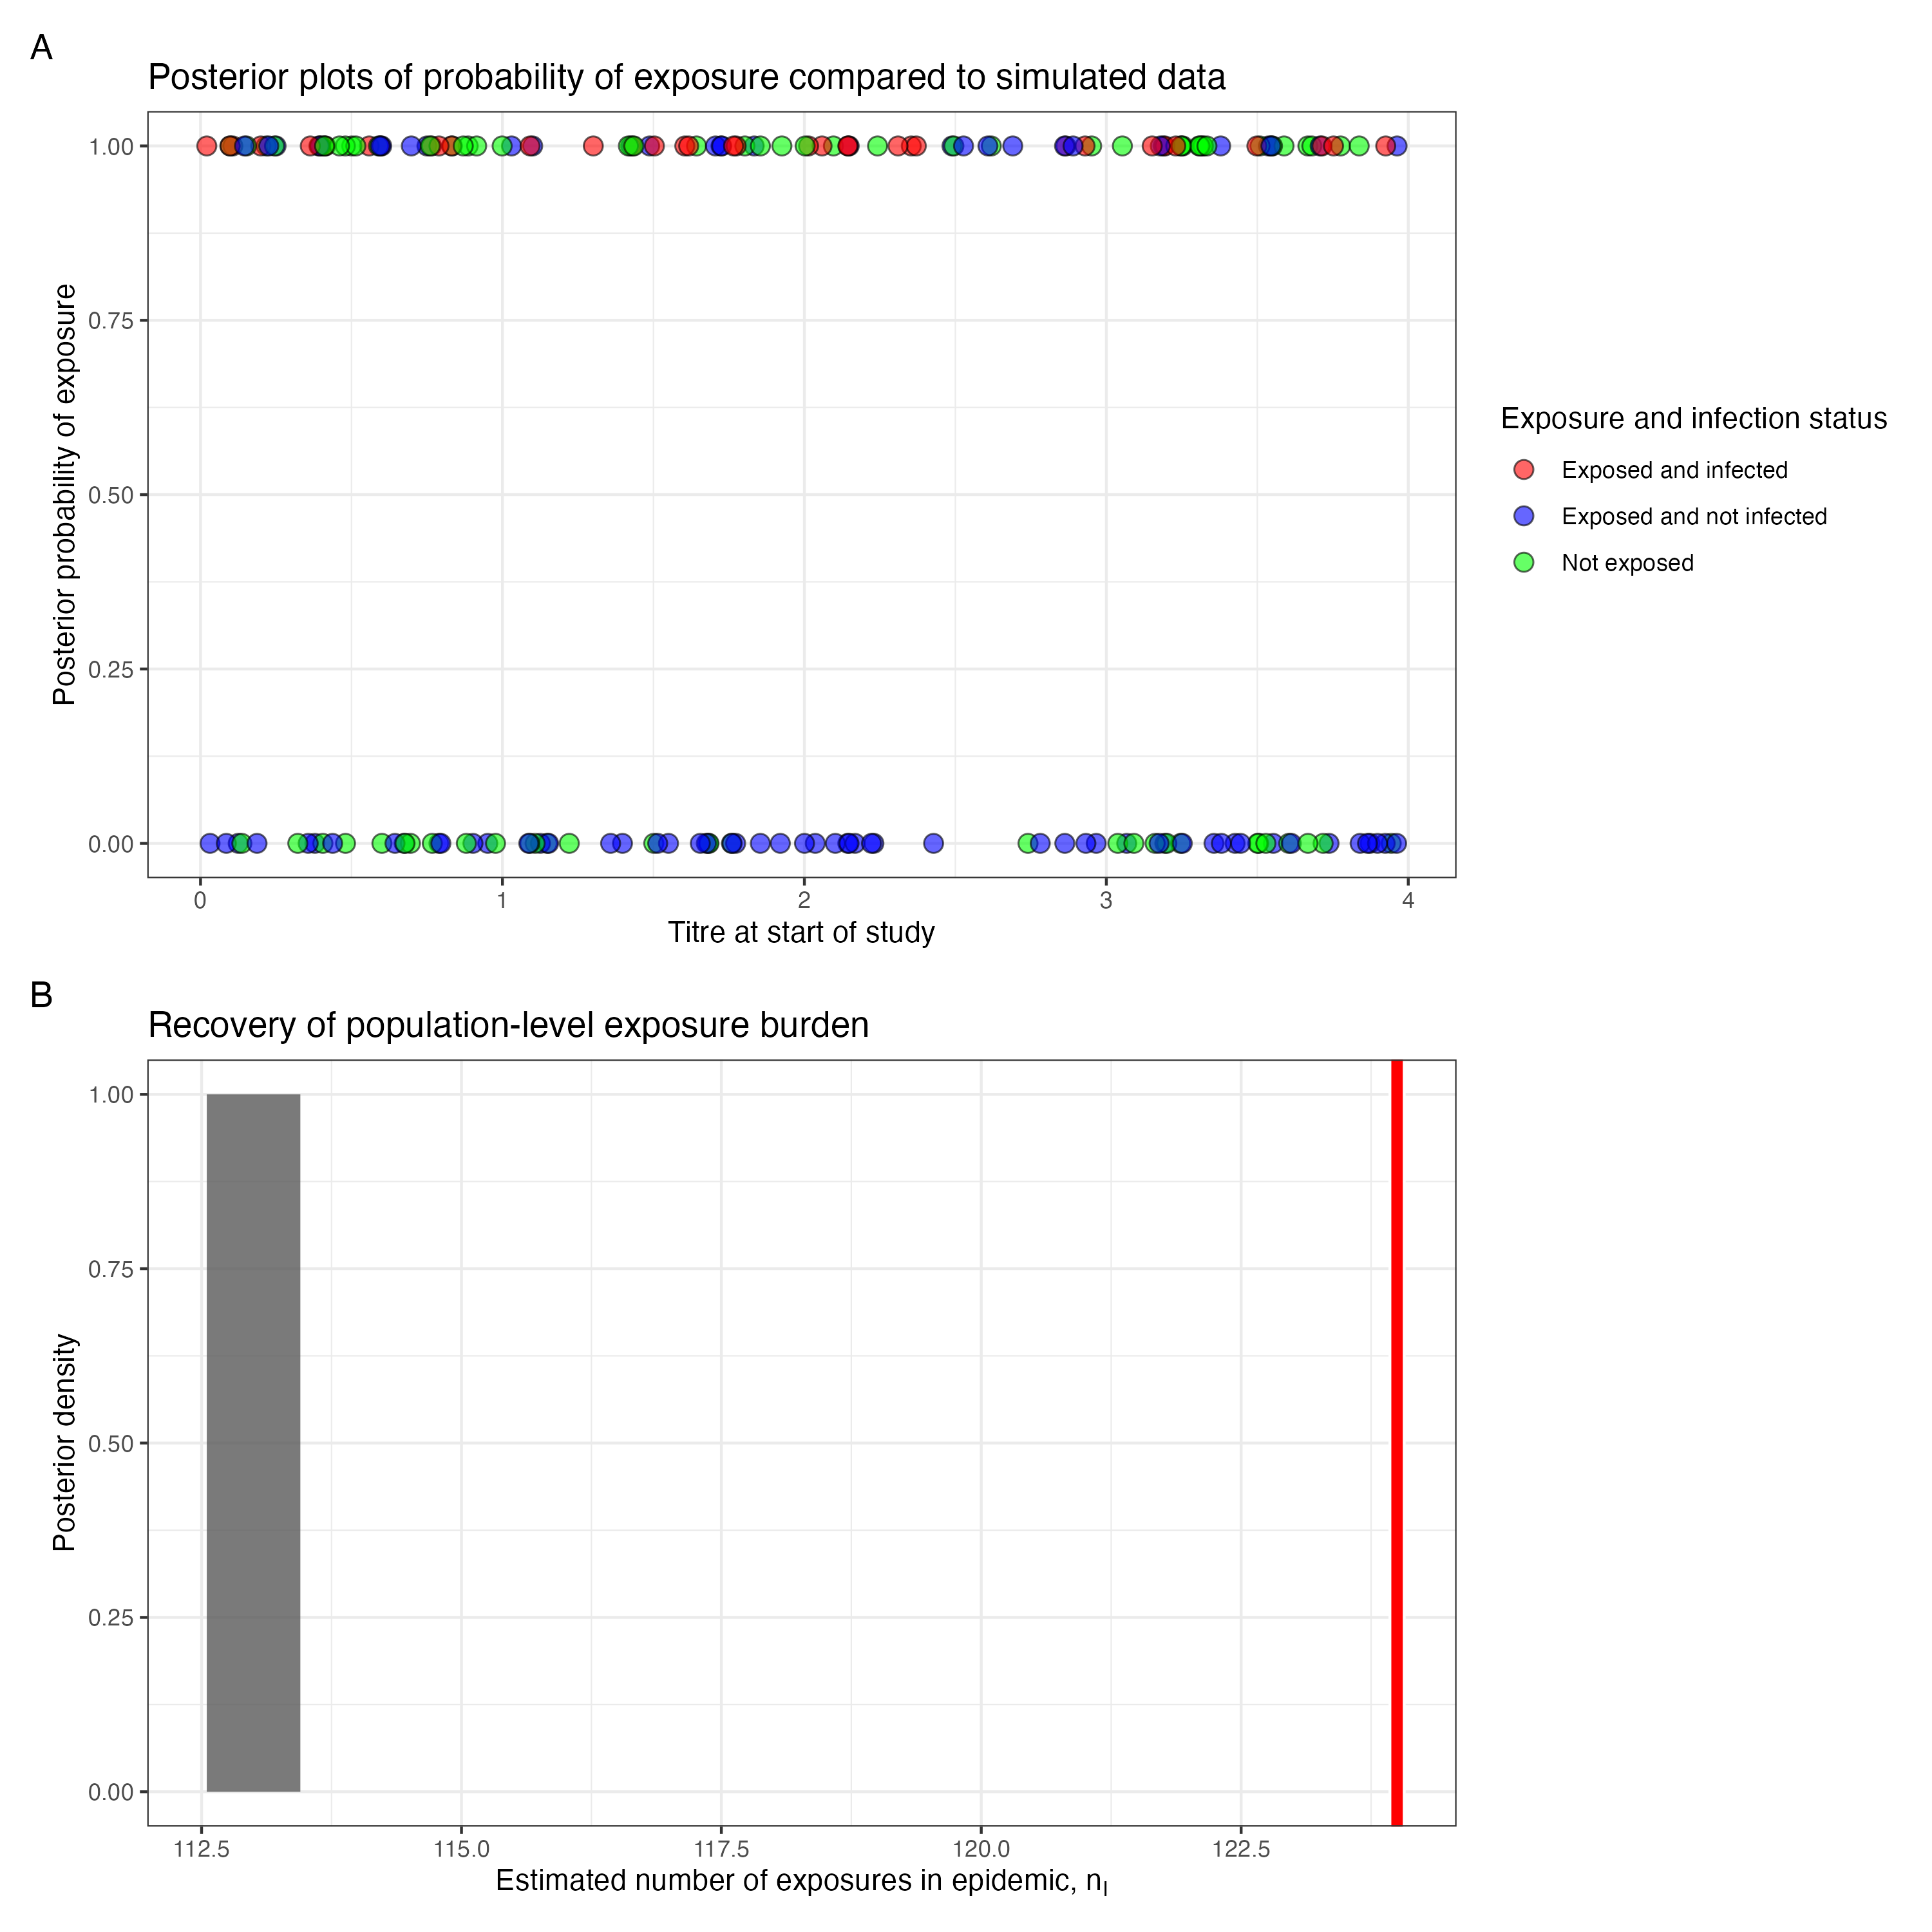 A
Posterior plots of probability of exposure compared to simulated data
Posterior probability of exposure
1.00
0.75
0.50
0.25
0.00
0 1 2 3 4
Titre at start of study
Exposure and infection status
Exposed and infected
Exposed and not infected
Not exposed
B
Recovery of population-level exposure burden
Posterior density
1.00
0.75
0.50
0.25
0.00
112.5 115.0 117.5 120.0 122.5
Estimated number of exposures in epidemic, n_I